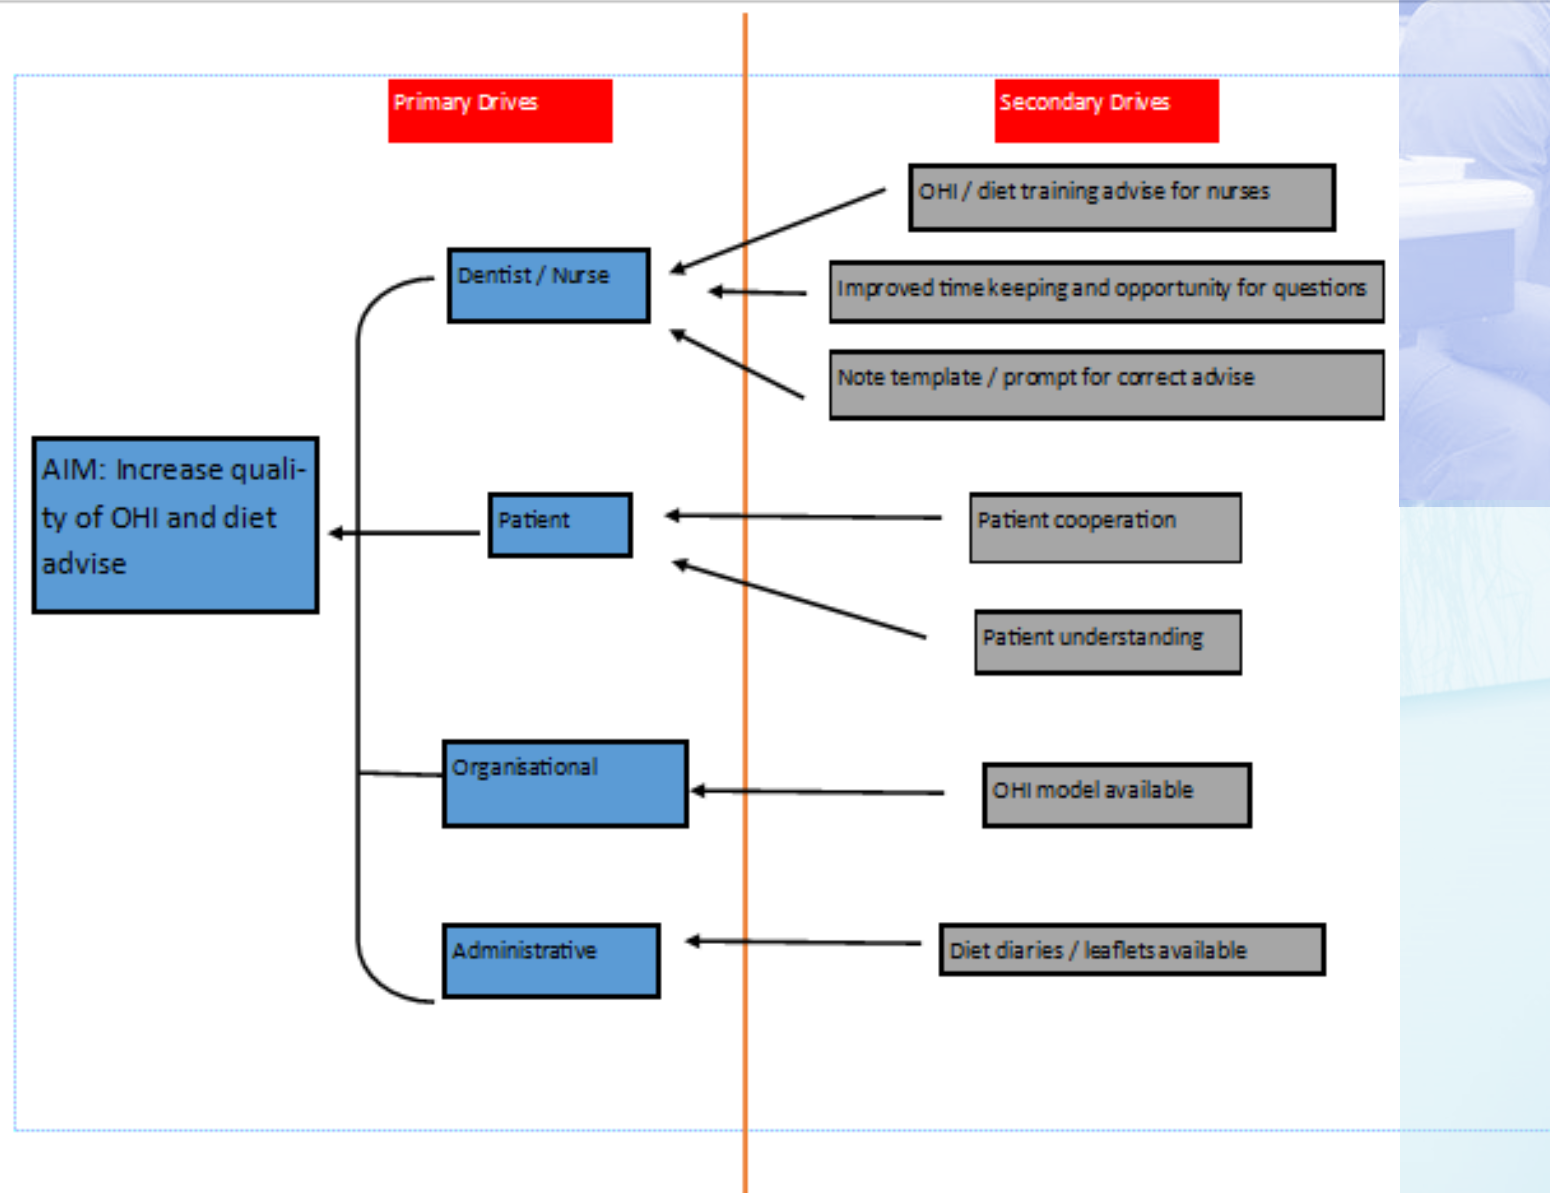 Primary Drives
Secondary Drives
OHI / diet training advise for nurses
Dentist / Nurse
Improved time keeping and opportunity for questions
Note template / prompt for correct advise
AIM: Increase quali-
ty of OHI and diet
advise
Patient
Patient cooperation
Patient understanding
Organisational
OHI model available
Administrative
Diet diaries / leaflets available